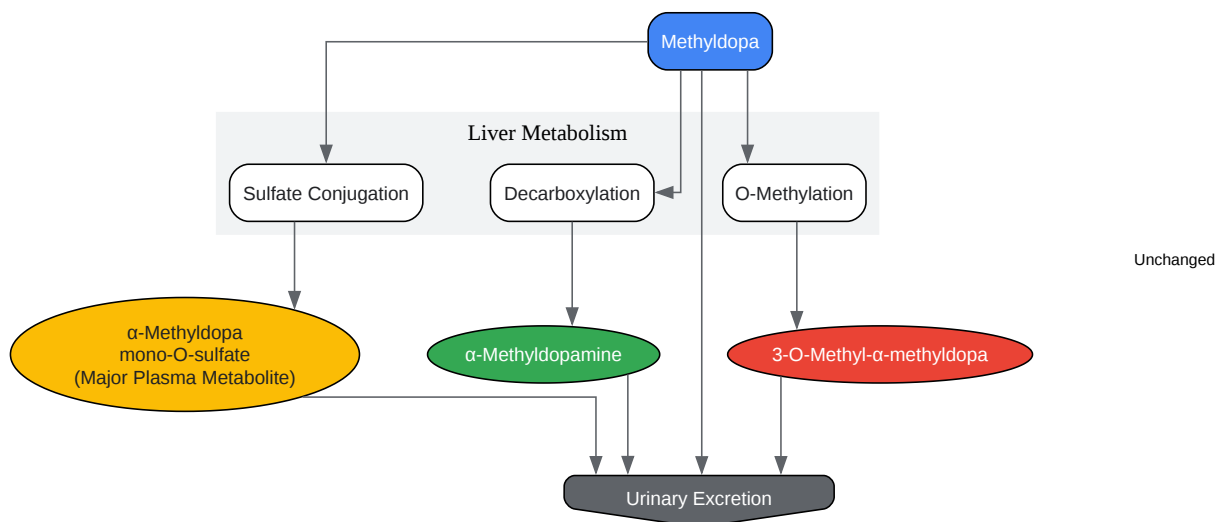 Methyldopa
Liver Metabolism
Sulfate Conjugation
Decarboxylation
O-Methylation
Unchanged
α-Methyldopa
mono-O-sulfate
(Major Plasma Metabolite)
α-Methyldopamine
3-O-Methyl-α-methyldopa
Urinary Excretion